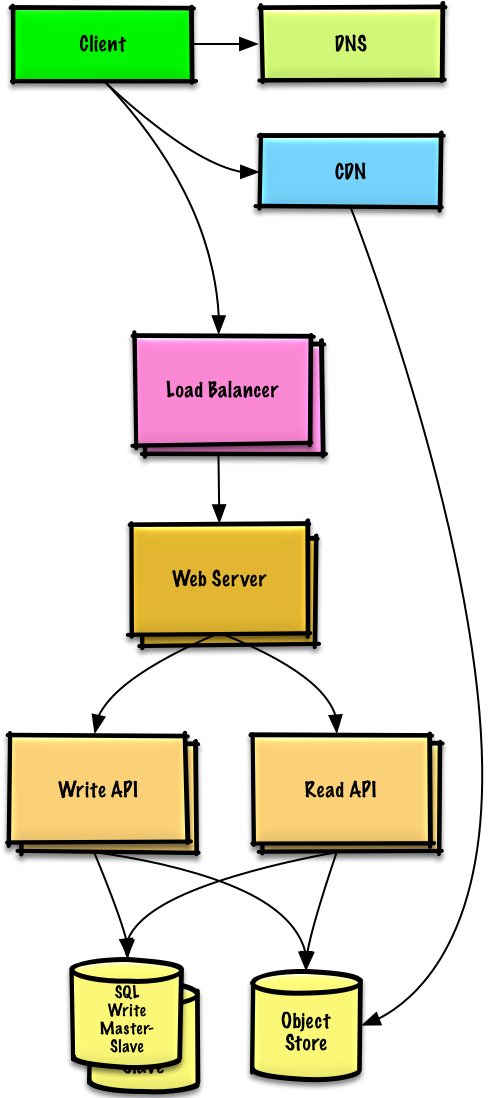 Client
DNS
CDN
Load Balancer
Web Server
Write API
Read API
SQL
Write
Master-
Slave
Slave
Object
Store